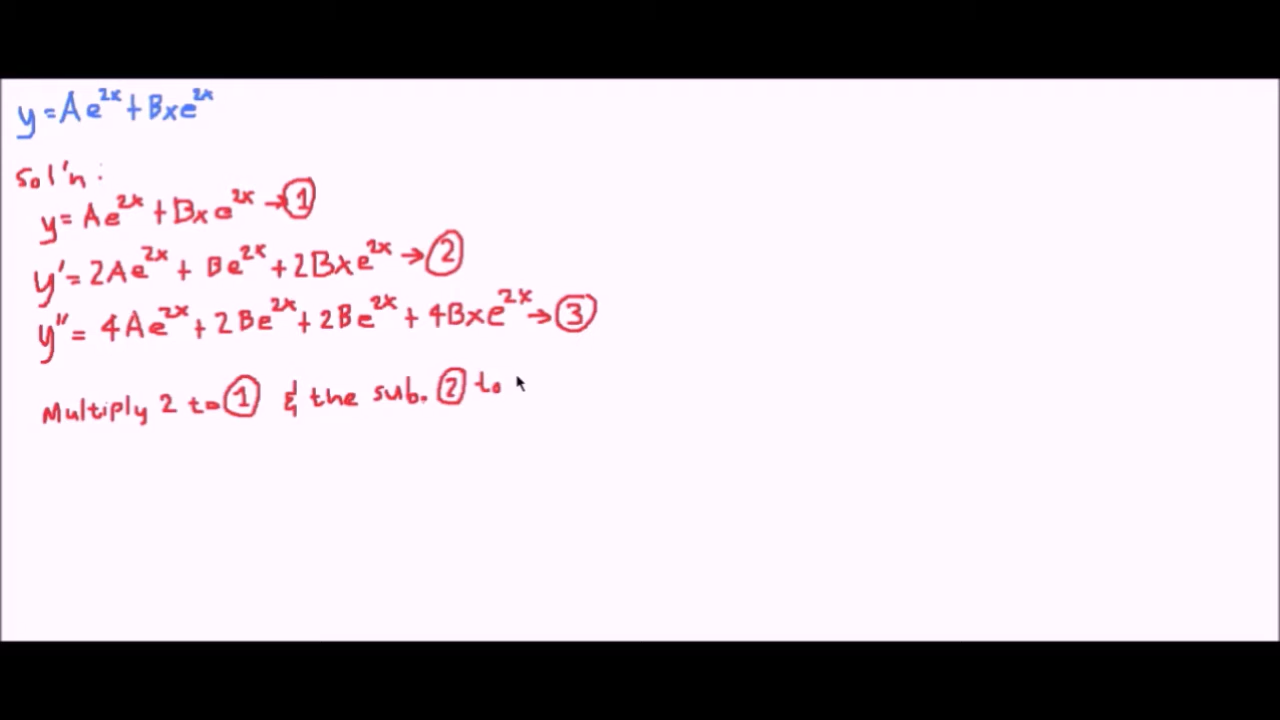 y=Ae^{2x}+Bxe^{2x}
Sol'n:
y=Ae^{2x}+Bxe^{2x}→①
y'=2Ae^{2x}+Be^{2x}+2Bxe^{2x}→②
y"=4Ae^{2x}+2Be^{2x}+2Be^{2x}+4Bxe^{2x}→③
Multiply 2 to ① & the sub. ② to